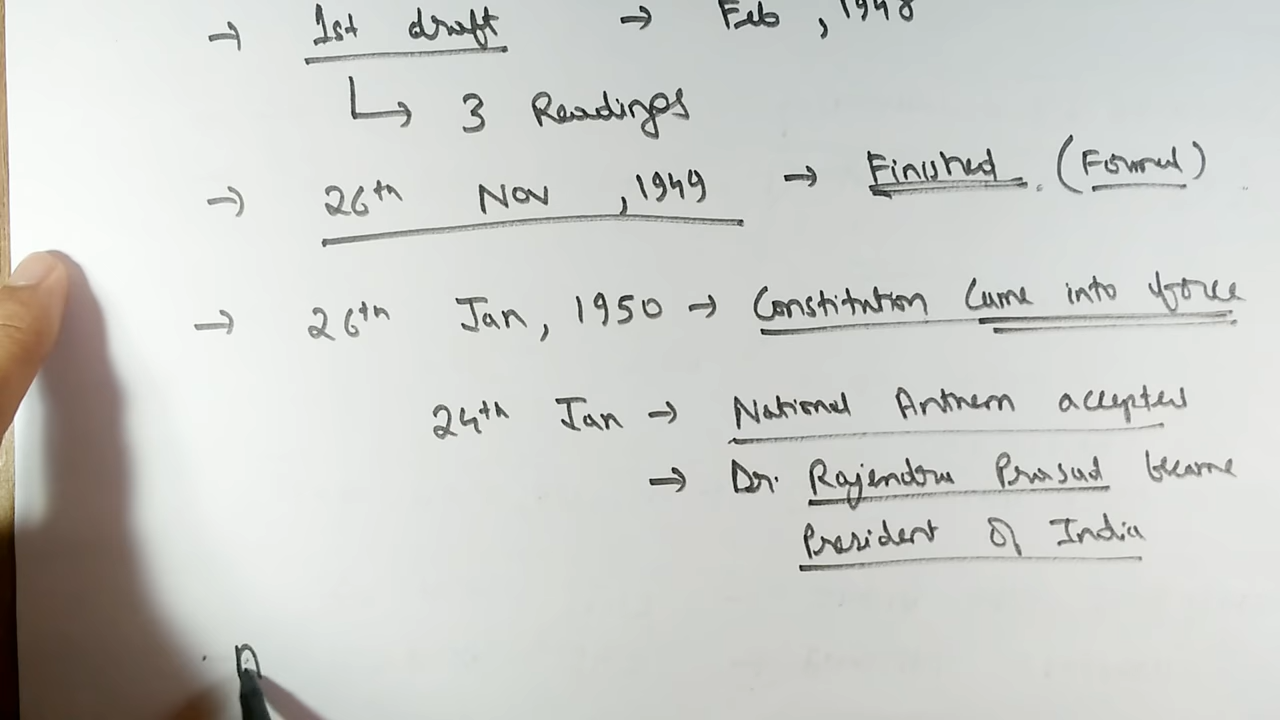 → 1st draft → Feb, 1948
↳ 3 Readings
→ 26th Nov, 1949 → Finished. (Formal)
→ 26th Jan, 1950 → Constitution Came into force
24th Jan → National Anthem accepted
→ Dr. Rajendra Prasad became
President of India